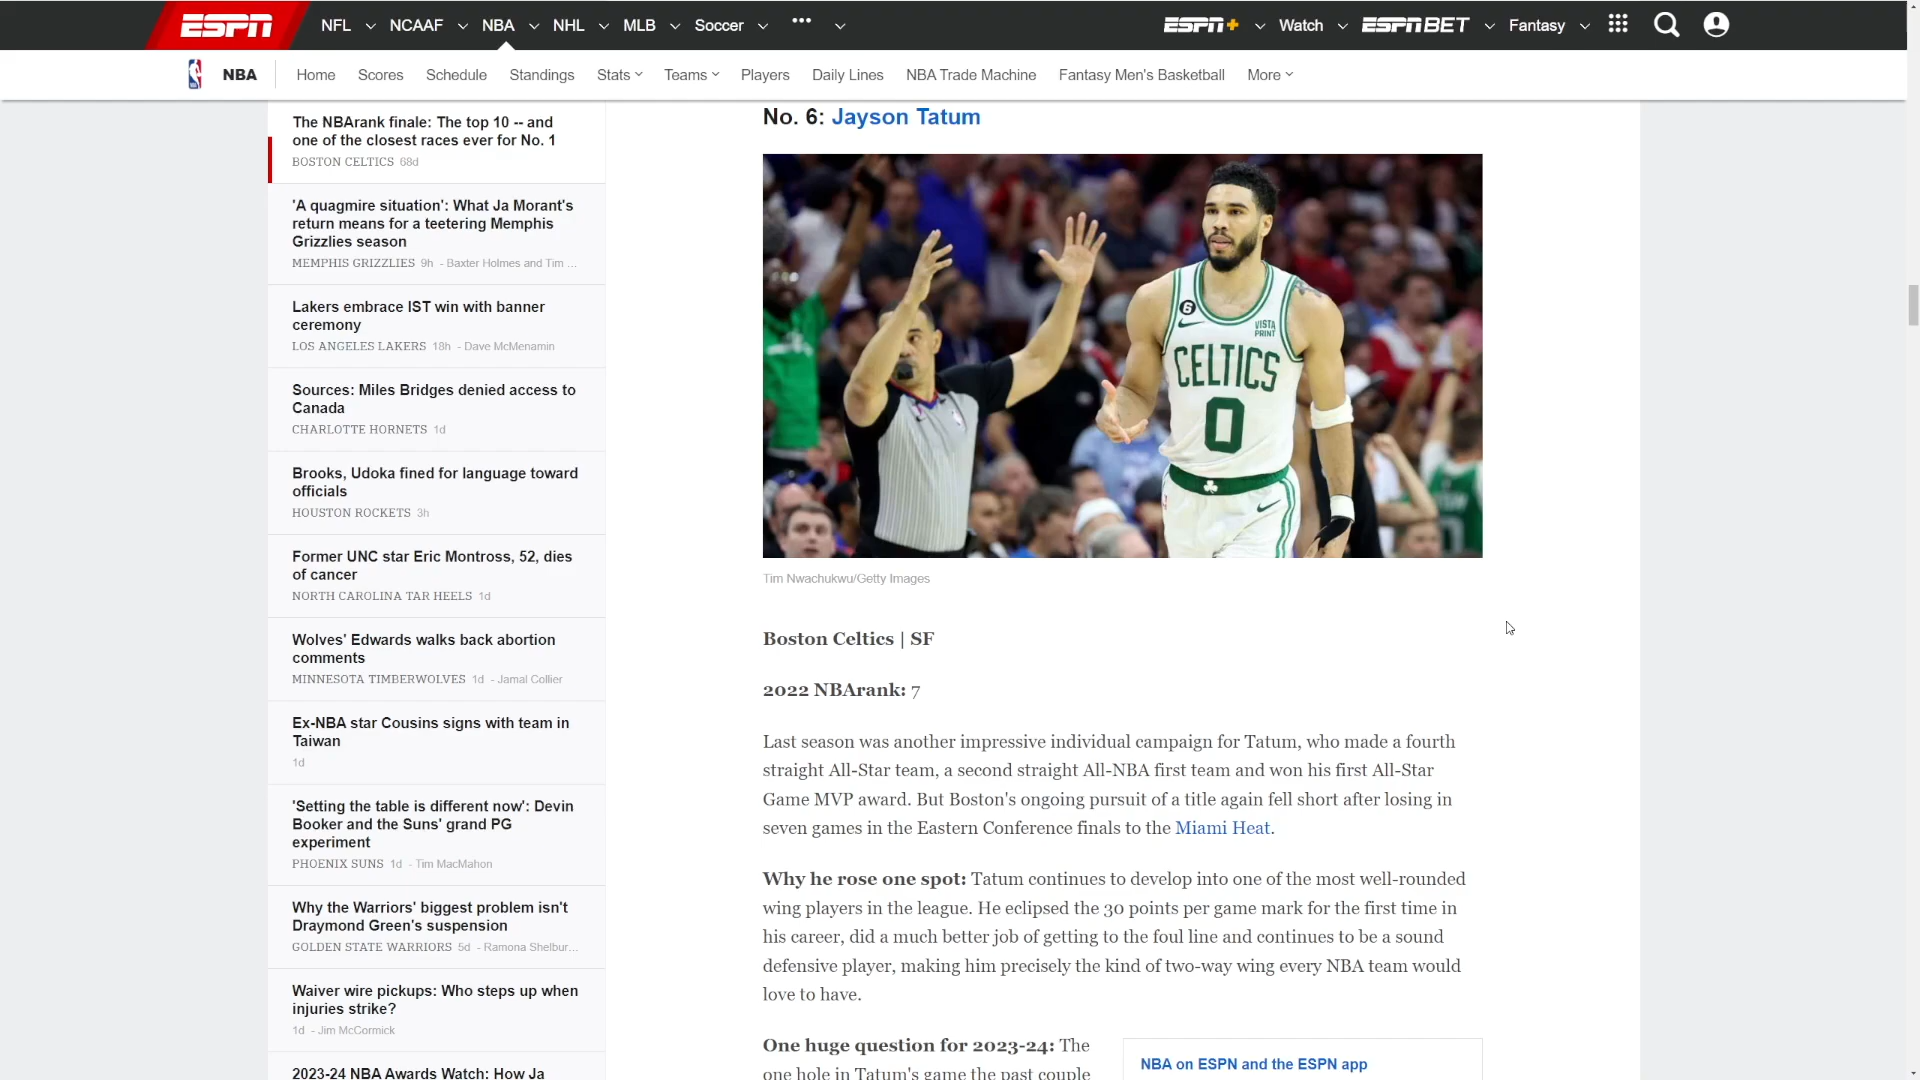 ESPN NFL NCAAF NBA NHL MLB Soccer ••• ESPN+ Watch ESPN BET Fantasy
NBA Home Scores Schedule Standings Stats Teams Players Daily Lines NBA Trade Machine Fantasy Men's Basketball More
The NBArank finale: The top 10 -- and
one of the closest races ever for No. 1
BOSTON CELTICS 68d
'A quagmire situation': What Ja Morant's
return means for a teetering Memphis
Grizzlies season
MEMPHIS GRIZZLIES 9h - Baxter Holmes and Tim ...
Lakers embrace IST win with banner
ceremony
LOS ANGELES LAKERS 18h - Dave McMenamin
Sources: Miles Bridges denied access to
Canada
CHARLOTTE HORNETS 1d
Brooks, Udoka fined for language toward
officials
HOUSTON ROCKETS 3h
Former UNC star Eric Montross, 52, dies
of cancer
NORTH CAROLINA TAR HEELS 1d
Wolves' Edwards walks back abortion
comments
MINNESOTA TIMBERWOLVES 1d - Jamal Collier
Ex-NBA star Cousins signs with team in
Taiwan
1d
'Setting the table is different now': Devin
Booker and the Suns' grand PG
experiment
PHOENIX SUNS 1d - Tim MacMahon
Why the Warriors' biggest problem isn't
Draymond Green's suspension
GOLDEN STATE WARRIORS 5d - Ramona Shelbur...
Waiver wire pickups: Who steps up when
injuries strike?
1d - Jim McCormick
2023-24 NBA Awards Watch: How Ja
No. 6: Jayson Tatum
6
VISTA
PRINT
CELTICS
0
Tim Nwachukwu/Getty Images
Boston Celtics | SF
2022 NBArank: 7
Last season was another impressive individual campaign for Tatum, who made a fourth
straight All-Star team, a second straight All-NBA first team and won his first All-Star
Game MVP award. But Boston's ongoing pursuit of a title again fell short after losing in
seven games in the Eastern Conference finals to the Miami Heat.
Why he rose one spot: Tatum continues to develop into one of the most well-rounded
wing players in the league. He eclipsed the 30 points per game mark for the first time in
his career, did a much better job of getting to the foul line and continues to be a sound
defensive player, making him precisely the kind of two-way wing every NBA team would
love to have.
One huge question for 2023-24: The
one hole in Tatum's game the past couple
NBA on ESPN and the ESPN app